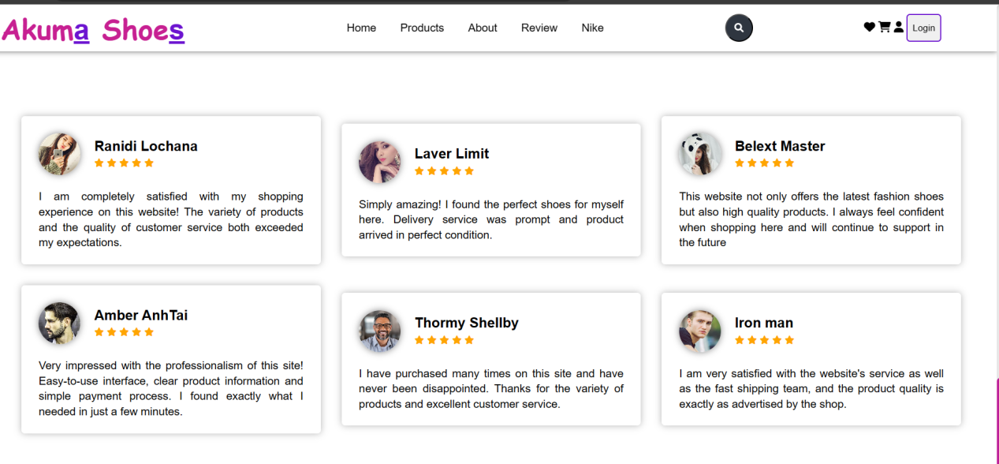 Akuma Shoes
Home Products About Review Nike
Login
Ranidi Lochana
I am completely satisfied with my shopping
experience on this website! The variety of products
and the quality of customer service both exceeded
my expectations.
Laver Limit
Simply amazing! I found the perfect shoes for myself
here. Delivery service was prompt and product
arrived in perfect condition.
Belext Master
This website not only offers the latest fashion shoes
but also high quality products. I always feel confident
when shopping here and will continue to support in
the future
Amber AnhTai
Very impressed with the professionalism of this site!
Easy-to-use interface, clear product information and
simple payment process. I found exactly what I
needed in just a few minutes.
Thormy Shellby
I have purchased many times on this site and have
never been disappointed. Thanks for the variety of
products and excellent customer service.
Iron man
I am very satisfied with the website's service as well
as the fast shipping team, and the product quality is
exactly as advertised by the shop.